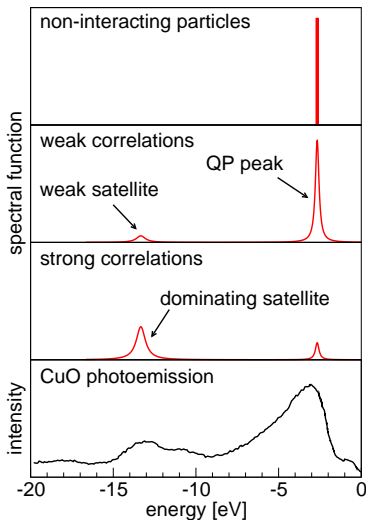 non-interacting particles
weak correlations
QP peak
weak satellite
strong correlations
dominating satellite
CuO photoemission
spectral function
intensity
-20 -15 -10 -5 0
energy [eV]